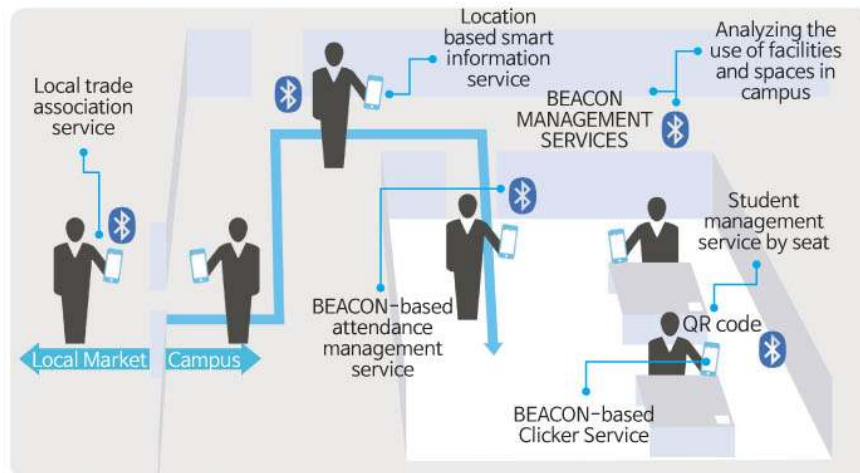 Location
based smart
information
service
Analyzing the
use of facilities
and spaces in
campus
Local trade
association
service
BEACON
MANAGEMENT
SERVICES
Student
management
service by seat
BEACON-based
attendance
management
service
QR code
Local Market
Campus
BEACON-based
Clicker Service